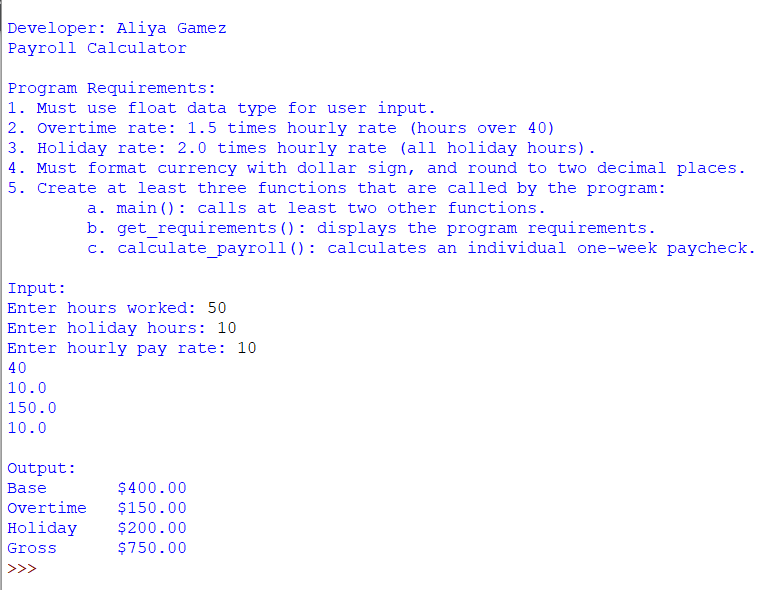 Developer: Aliya Gamez
Payroll Calculator

Program Requirements:
1. Must use float data type for user input.
2. Overtime rate: 1.5 times hourly rate (hours over 40)
3. Holiday rate: 2.0 times hourly rate (all holiday hours).
4. Must format currency with dollar sign, and round to two decimal places.
5. Create at least three functions that are called by the program:
        a. main(): calls at least two other functions.
        b. get_requirements(): displays the program requirements.
        c. calculate_payroll(): calculates an individual one-week paycheck.

Input:
Enter hours worked: 50
Enter holiday hours: 10
Enter hourly pay rate: 10
40
10.0
150.0
10.0

Output:
Base       $400.00
Overtime   $150.00
Holiday    $200.00
Gross      $750.00
>>>